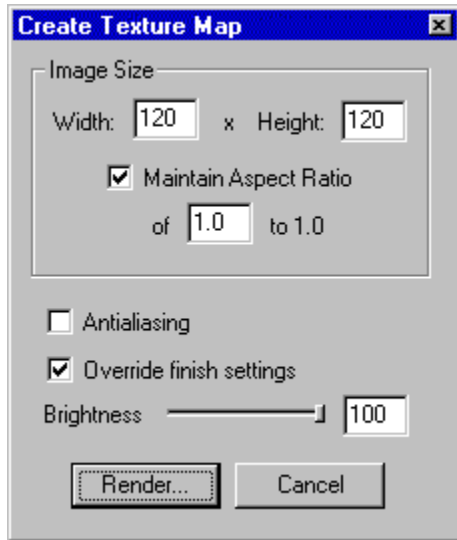 Create Texture Map
Image Size
Width: 120 x Height: 120
Maintain Aspect Ratio
of 1.0 to 1.0
Antialiasing
Override finish settings
Brightness 100
Render... Cancel